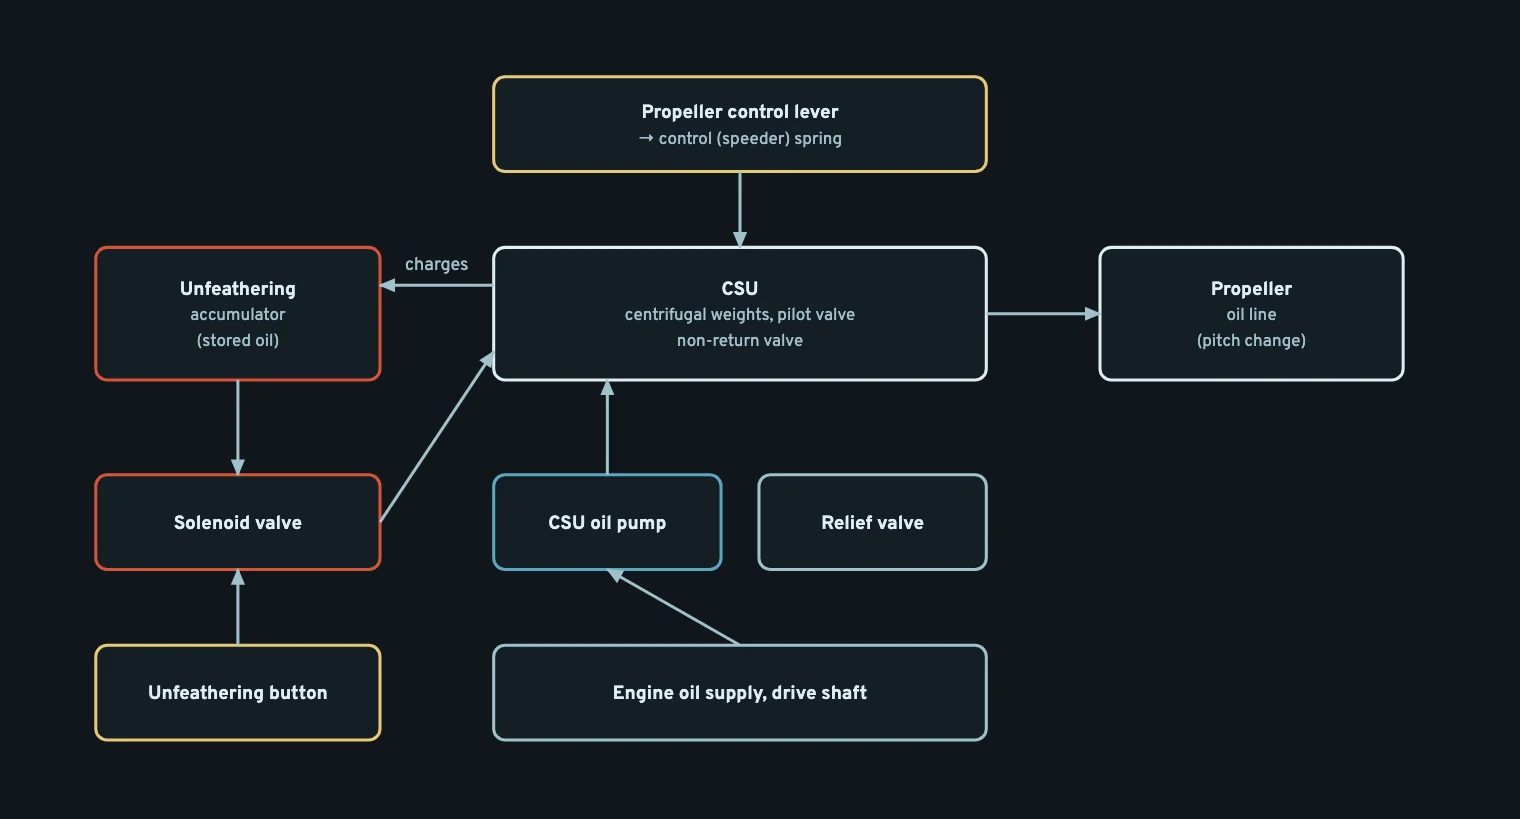 Propeller control lever
→ control (speeder) spring
charges
Unfeathering
accumulator
(stored oil)
CSU
centrifugal weights, pilot valve
non-return valve
Propeller
oil line
(pitch change)
Solenoid valve
CSU oil pump
Relief valve
Unfeathering button
Engine oil supply, drive shaft